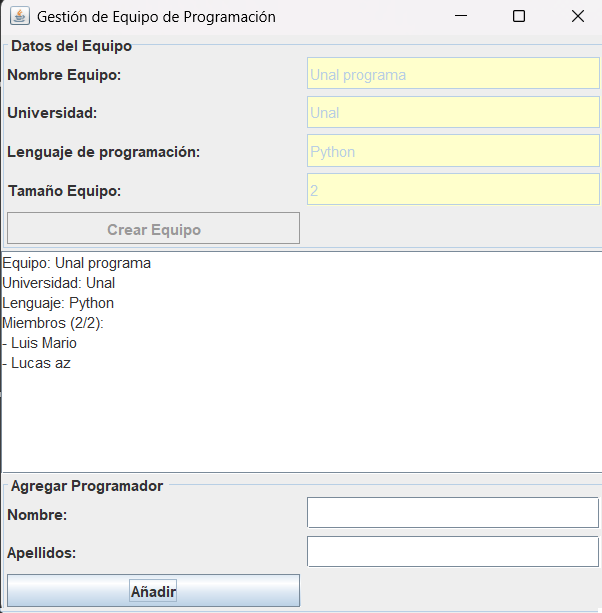 Gestión de Equipo de Programación
Datos del Equipo
Nombre Equipo: Unal programa
Universidad: Unal
Lenguaje de programación: Python
Tamaño Equipo: 2
Crear Equipo
Equipo: Unal programa
Universidad: Unal
Lenguaje: Python
Miembros (2/2):
- Luis Mario
- Lucas az
Agregar Programador
Nombre:
Apellidos:
Añadir